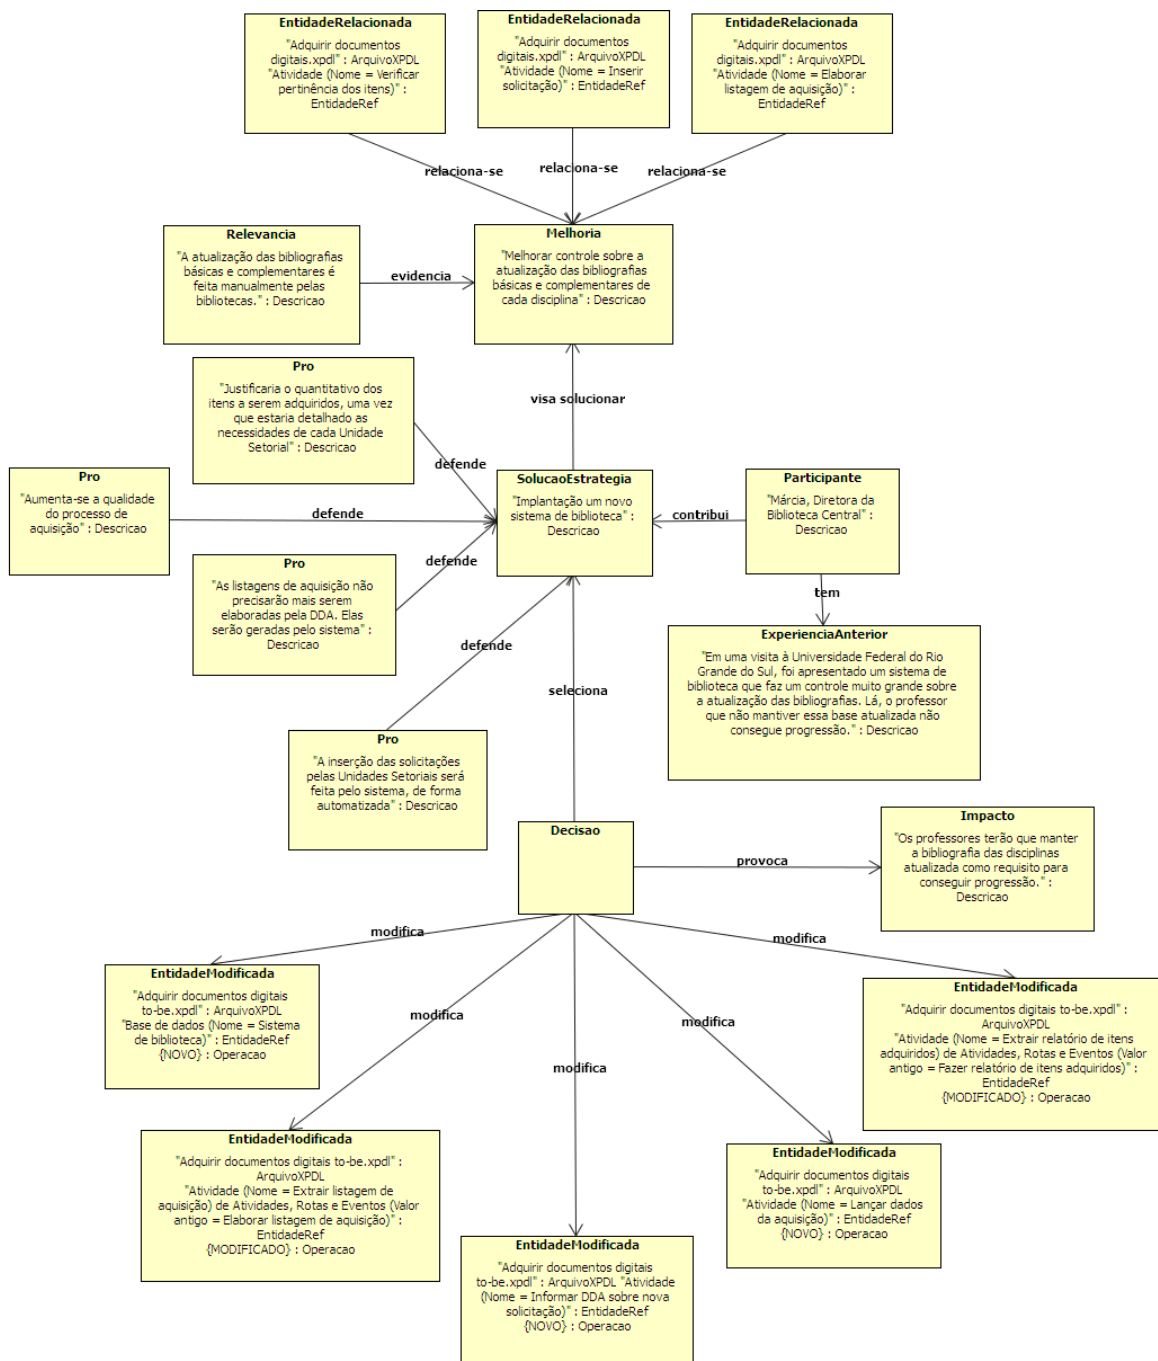 EntidadeRelacionada
"Adquirir documentos
digitais.xpdl" : ArquivoXPDL
"Atividade (Nome = Verificar
pertinência dos itens)" :
EntidadeRef
EntidadeRelacionada
"Adquirir documentos
digitais.xpdl" : ArquivoXPDL
"Atividade (Nome = Inserir
solicitação)" : EntidadeRef
EntidadeRelacionada
"Adquirir documentos
digitais.xpdl" : ArquivoXPDL
"Atividade (Nome = Elaborar
listagem de aquisição)" :
EntidadeRef
relaciona-se
relaciona-se
relaciona-se
Relevancia
"A atualização das bibliografias
básicas e complementares é
feita manualmente pelas
bibliotecas." : Descricao
evidencia
Melhoria
"Melhorar controle sobre a
atualização das bibliografias
básicas e complementares de
cada disciplina" : Descricao
Pro
"Justificaria o quantitativo dos
itens a serem adquiridos, uma vez
que estaria detalhado as
necessidades de cada Unidade
Setorial" : Descricao
visa solucionar
defende
Pro
"Aumenta-se a qualidade
do processo de
aquisição" : Descricao
defende
SolucaoEstrategia
"Implantação um novo
sistema de biblioteca" :
Descricao
contribui
Participante
"Márcia, Diretora da
Biblioteca Central" :
Descricao
Pro
"As listagens de aquisição não
precisarão mais serem
elaboradas pela DDA. Elas
serão geradas pelo sistema" :
Descricao
defende
tem
defende
ExperienciaAnterior
"Em uma visita à Universidade Federal do Rio
Grande do Sul, foi apresentado um sistema de
biblioteca que faz um controle muito grande sobre
a atualização das bibliografias. Lá, o professor
que não mantiver essa base atualizada não
consegue progressão." : Descricao
seleciona
Pro
"A inserção das solicitações
pelas Unidades Setoriais será
feita pelo sistema, de forma
automatizada" : Descricao
Decisao
provoca
Impacto
"Os professores terão que manter
a bibliografia das disciplinas
atualizada como requisito para
conseguir progressão." :
Descricao
modifica
modifica
modifica
modifica
modifica
EntidadeModificada
"Adquirir documentos digitais
to-be.xpdl" : ArquivoXPDL
"Base de dados (Nome = Sistema
de biblioteca)" : EntidadeRef
{NOVO} : Operacao
EntidadeModificada
"Adquirir documentos digitais to-be.xpdl" :
ArquivoXPDL
"Atividade (Nome = Extrair relatório de itens
adquiridos) de Atividades, Rotas e Eventos (Valor
antigo = Fazer relatório de itens adquiridos)" :
EntidadeRef
{MODIFICADO} : Operacao
EntidadeModificada
"Adquirir documentos digitais to-be.xpdl" :
ArquivoXPDL
"Atividade (Nome = Extrair listagem de
aquisição) de Atividades, Rotas e Eventos (Valor
antigo = Elaborar listagem de aquisição)" :
EntidadeRef
{MODIFICADO} : Operacao
EntidadeModificada
"Adquirir documentos digitais
to-be.xpdl" : ArquivoXPDL
"Atividade (Nome = Lançar dados
da aquisição)" : EntidadeRef
{NOVO} : Operacao
EntidadeModificada
"Adquirir documentos digitais
to-be.xpdl" : ArquivoXPDL "Atividade
(Nome = Informar DDA sobre nova
solicitação)" : EntidadeRef
{NOVO} : Operacao